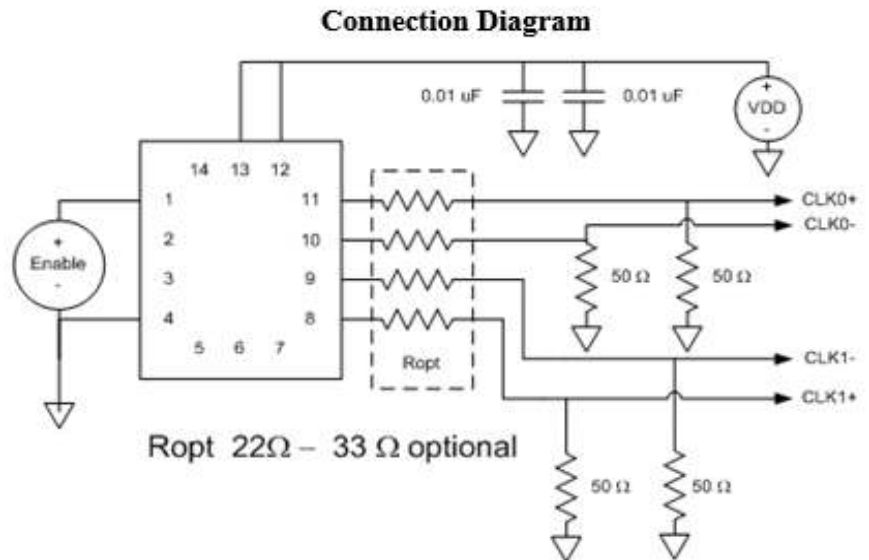 Connection Diagram
0.01 uF
0.01 uF
+
VDD
-
14 13 12
1
2
3
4
11
10
9
8
5 6 7
+
Enable
-
Ropt
CLK0+
CLK0-
50 Ω
50 Ω
CLK1-
CLK1+
Ropt 22Ω – 33 Ω optional
50 Ω
50 Ω